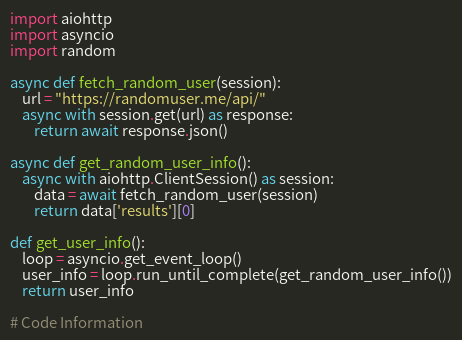 import aiohttp
import asyncio
import random

async def fetch_random_user(session):
    url = "https://randomuser.me/api/"
    async with session.get(url) as response:
        return await response.json()

async def get_random_user_info():
    async with aiohttp.ClientSession() as session:
        data = await fetch_random_user(session)
        return data['results'][0]

def get_user_info():
    loop = asyncio.get_event_loop()
    user_info = loop.run_until_complete(get_random_user_info())
    return user_info

# Code Information